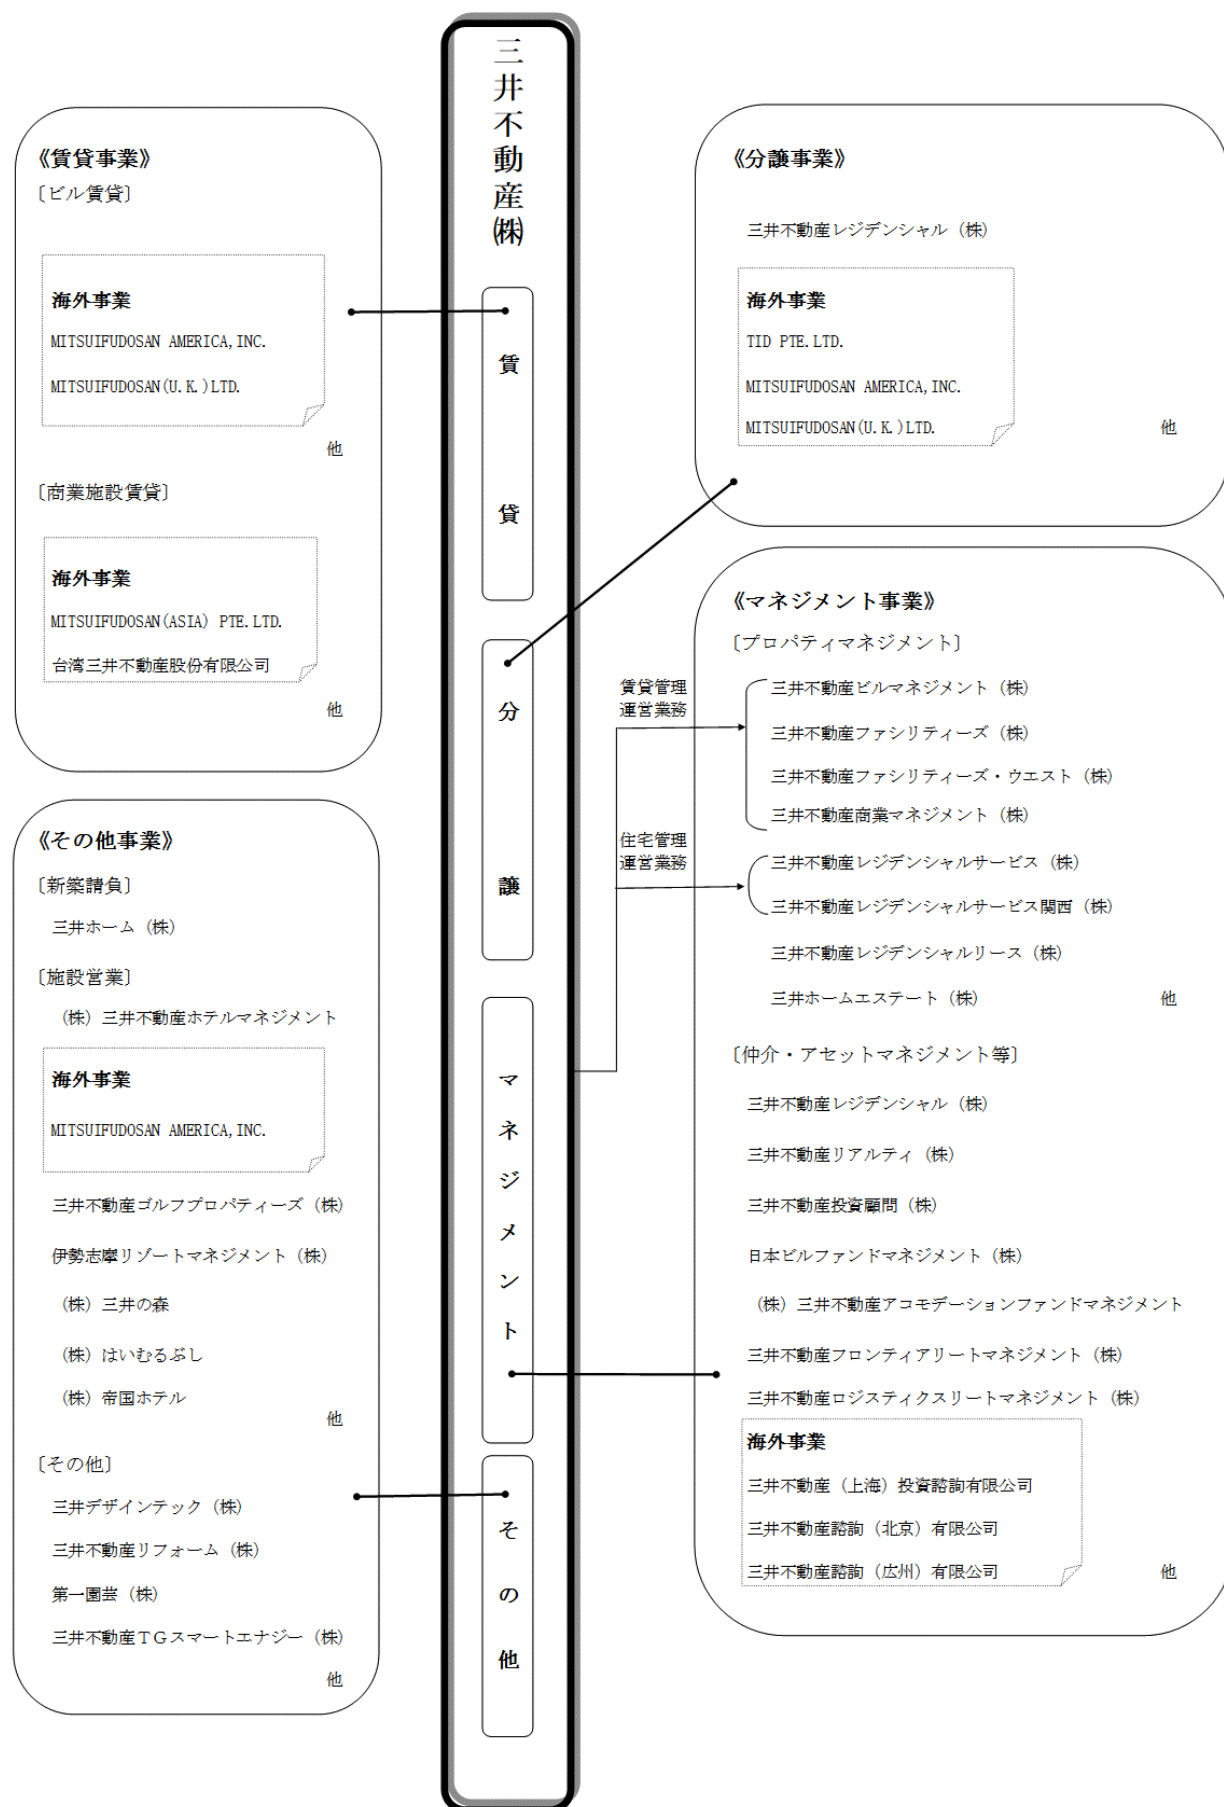 三井不動産㈱
《賃貸事業》
〔ビル賃貸〕
海外事業
MITSUIFUDOSAN AMERICA,INC.
MITSUIFUDOSAN(U.K.)LTD.
他
〔商業施設賃貸〕
海外事業
MITSUIFUDOSAN(ASIA) PTE.LTD.
台湾三井不動産股份有限公司
他
《その他事業》
〔新築請負〕
三井ホーム（株）
〔施設営業〕
（株）三井不動産ホテルマネジメント
海外事業
MITSUIFUDOSAN AMERICA,INC.
三井不動産ゴルフプロパティーズ（株）
伊勢志摩リゾートマネジメント（株）
（株）三井の森
（株）はいむるぶし
（株）帝国ホテル
他
〔その他〕
三井デザインテック（株）
三井不動産リフォーム（株）
第一園芸（株）
三井不動産ＴＧスマートエナジー（株）
他
賃貸
分譲
マネジメント
その他
《分譲事業》
三井不動産レジデンシャル（株）
海外事業
TID PTE.LTD.
MITSUIFUDOSAN AMERICA,INC.
MITSUIFUDOSAN(U.K.)LTD.
他
《マネジメント事業》
〔プロパティマネジメント〕
賃貸管理
運営業務
三井不動産ビルマネジメント（株）
三井不動産ファシリティーズ（株）
三井不動産ファシリティーズ・ウエスト（株）
三井不動産商業マネジメント（株）
住宅管理
運営業務
三井不動産レジデンシャルサービス（株）
三井不動産レジデンシャルサービス関西（株）
三井不動産レジデンシャルリース（株）
三井ホームエステート（株）
他
〔仲介・アセットマネジメント等〕
三井不動産レジデンシャル（株）
三井不動産リアルティ（株）
三井不動産投資顧問（株）
日本ビルファンドマネジメント（株）
（株）三井不動産アコモデーションファンドマネジメント
三井不動産フロンティアリートマネジメント（株）
三井不動産ロジスティクスリートマネジメント（株）
海外事業
三井不動産（上海）投資諮詢有限公司
三井不動産諮詢（北京）有限公司
三井不動産諮詢（広州）有限公司
他